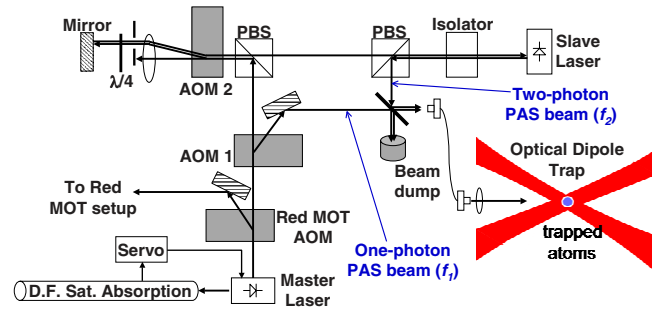 Mirror
λ/4
AOM 2
PBS
PBS
Isolator
Slave
Laser
Two-photon
PAS beam (f2)
AOM 1
Beam
dump
Optical Dipole
Trap
trapped
atoms
To Red
MOT setup
Red MOT
AOM
One-photon
PAS beam (f1)
Servo
Master
Laser
D.F. Sat. Absorption